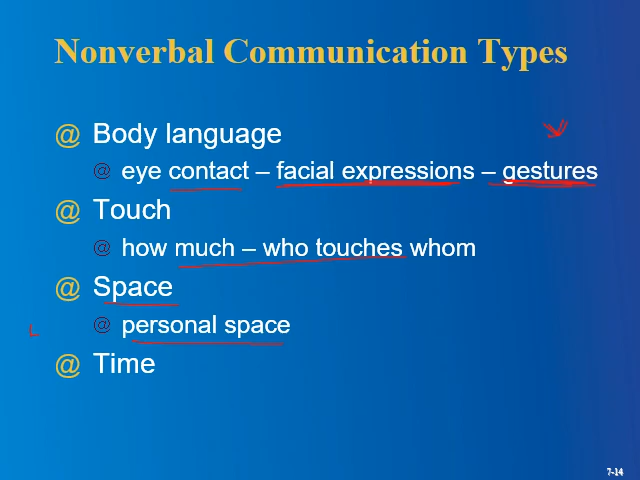 Nonverbal Communication Types
@ Body language
@ eye contact – facial expressions – gestures
@ Touch
@ how much – who touches whom
@ Space
@ personal space
@ Time
7-14